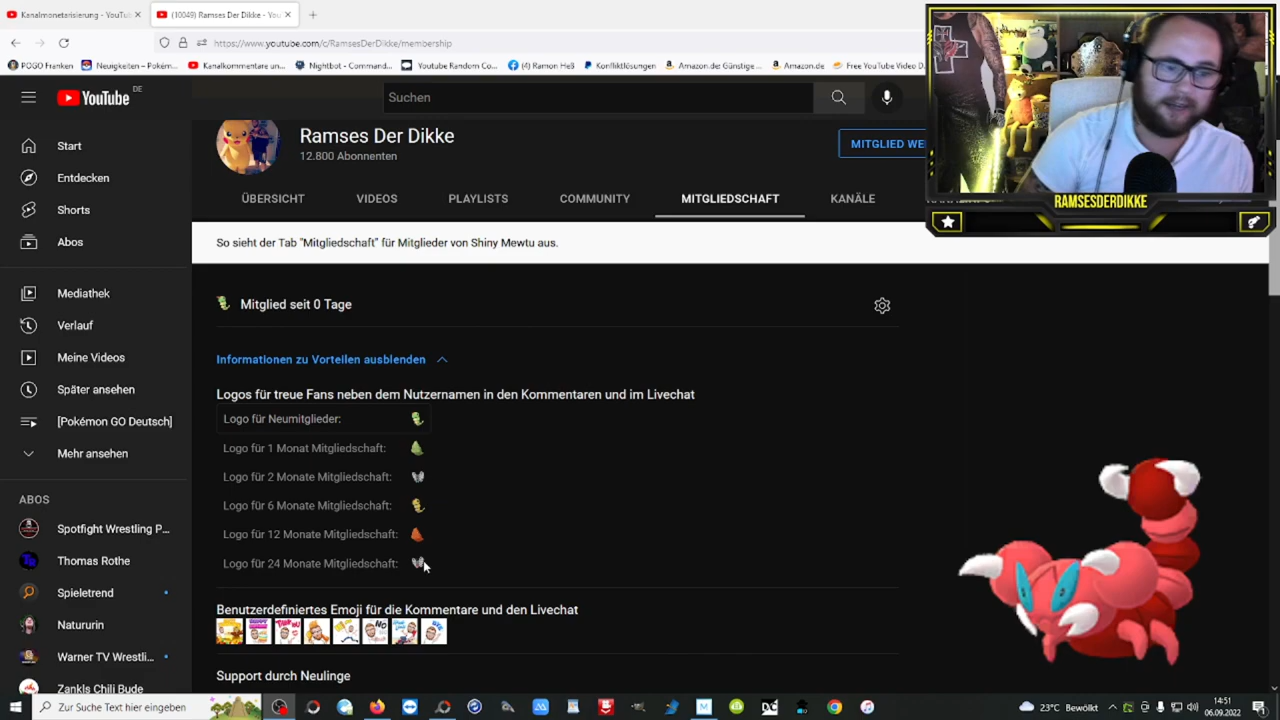 Kanalmonetarisierung - YouTu
(10049) Ramses Der Dikke - You
https://www.youtube.com/c/RamsesDerDikke/membership
POGO Franken
Neuigkeiten – Pokém...
Kanalkommentare un...
Nightbot - Command...
Youtube Random Co...
(4) Ramon Heß
Konfliktlösungen
Amazon.de Günstige ...
Amazon.de
Free YouTube Video D...
YouTube DE
Suchen
Start
Entdecken
Shorts
Abos
Mediathek
Verlauf
Meine Videos
Später ansehen
[Pokémon GO Deutsch]
Mehr ansehen
ABOS
Spotfight Wrestling P...
Thomas Rothe
Spieletrend
Natururin
Warner TV Wrestli...
Zankls Chili Bude
Ramses Der Dikke
12.800 Abonnenten
MITGLIED WE
ÜBERSICHT
VIDEOS
PLAYLISTS
COMMUNITY
MITGLIEDSCHAFT
KANÄLE
RAMSESDERDIKKE
So sieht der Tab "Mitgliedschaft" für Mitglieder von Shiny Mewtu aus.
Mitglied seit 0 Tage
Informationen zu Vorteilen ausblenden
Logos für treue Fans neben dem Nutzernamen in den Kommentaren und im Livechat
Logo für Neumitglieder:
Logo für 1 Monat Mitgliedschaft:
Logo für 2 Monate Mitgliedschaft:
Logo für 6 Monate Mitgliedschaft:
Logo für 12 Monate Mitgliedschaft:
Logo für 24 Monate Mitgliedschaft:
Benutzerdefiniertes Emoji für die Kommentare und den Livechat
Support durch Neulinge
Zur Suche Text hier eingeben
23°C Bewölkt
14:51
06.09.2022